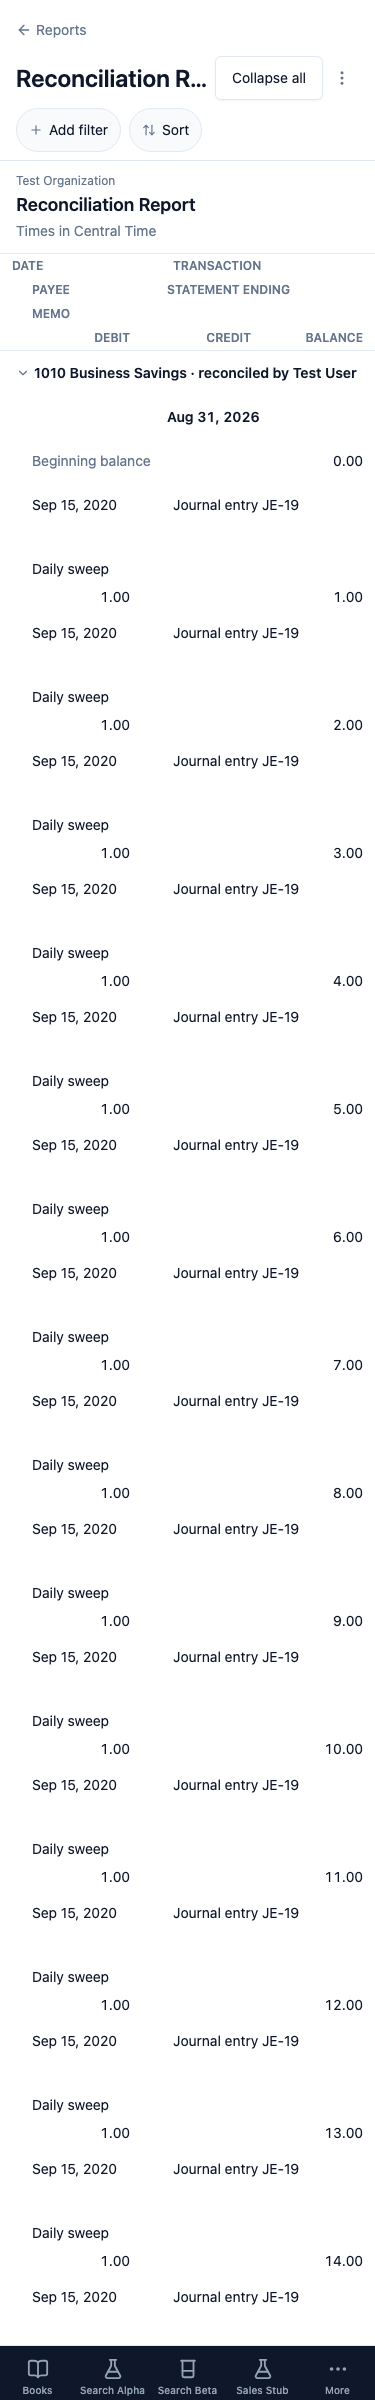 Reports
Reconciliation R...
Collapse all
Add filter
Sort
Test Organization
Reconciliation Report
Times in Central Time
DATE TRANSACTION
PAYEE STATEMENT ENDING
MEMO
DEBIT CREDIT BALANCE
1010 Business Savings · reconciled by Test User
Aug 31, 2026
Beginning balance 0.00
Sep 15, 2020 Journal entry JE-19
Daily sweep
1.00 1.00
Sep 15, 2020 Journal entry JE-19
Daily sweep
1.00 2.00
Sep 15, 2020 Journal entry JE-19
Daily sweep
1.00 3.00
Sep 15, 2020 Journal entry JE-19
Daily sweep
1.00 4.00
Sep 15, 2020 Journal entry JE-19
Daily sweep
1.00 5.00
Sep 15, 2020 Journal entry JE-19
Daily sweep
1.00 6.00
Sep 15, 2020 Journal entry JE-19
Daily sweep
1.00 7.00
Sep 15, 2020 Journal entry JE-19
Daily sweep
1.00 8.00
Sep 15, 2020 Journal entry JE-19
Daily sweep
1.00 9.00
Sep 15, 2020 Journal entry JE-19
Daily sweep
1.00 10.00
Sep 15, 2020 Journal entry JE-19
Daily sweep
1.00 11.00
Sep 15, 2020 Journal entry JE-19
Daily sweep
1.00 12.00
Sep 15, 2020 Journal entry JE-19
Daily sweep
1.00 13.00
Sep 15, 2020 Journal entry JE-19
Daily sweep
1.00 14.00
Sep 15, 2020 Journal entry JE-19
Books Search Alpha Search Beta Sales Stub More